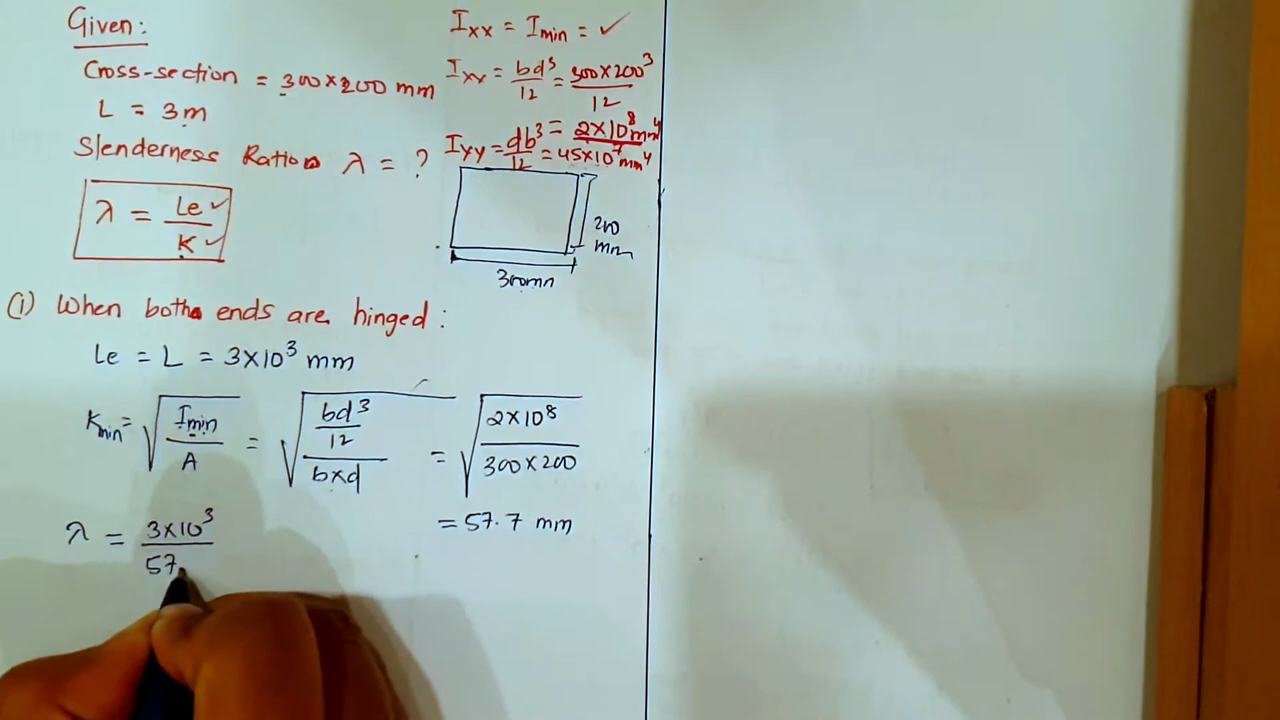 Given:
Cross-section = 300×200 mm
L = 3m
Slenderness Ratio λ = ?
λ = Le/K
Ixx = Imin = ✓
Ixx = bd³/12 = 300×200³/12
= 2×10⁸ mm⁴
Iyy = db³/12 = 45×10⁷ mm⁴
200
mm
300mm
(i) When both ends are hinged:
Le = L = 3×10³ mm
Kmin = √(Imin/A) = √((bd³/12)/(b×d)) = √(2×10⁸/(300×200))
= 57.7 mm
λ = 3×10³/57.